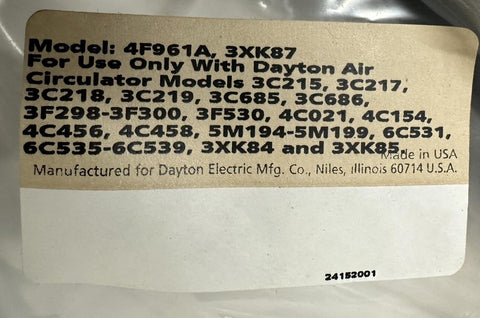 Model: 4F961A, 3XK87
For Use Only With Dayton Air
Circulator Models 3C215, 3C217,
3C218, 3C219, 3C685, 3C686,
3F298-3F300, 3F530, 4C021, 4C154,
4C456, 4C458, 5M194-5M199, 6C531,
6C535-6C539, 3XK84 and 3XK85.
Made in USA
Manufactured for Dayton Electric Mfg. Co., Niles, Illinois 60714 U.S.A.
24152001